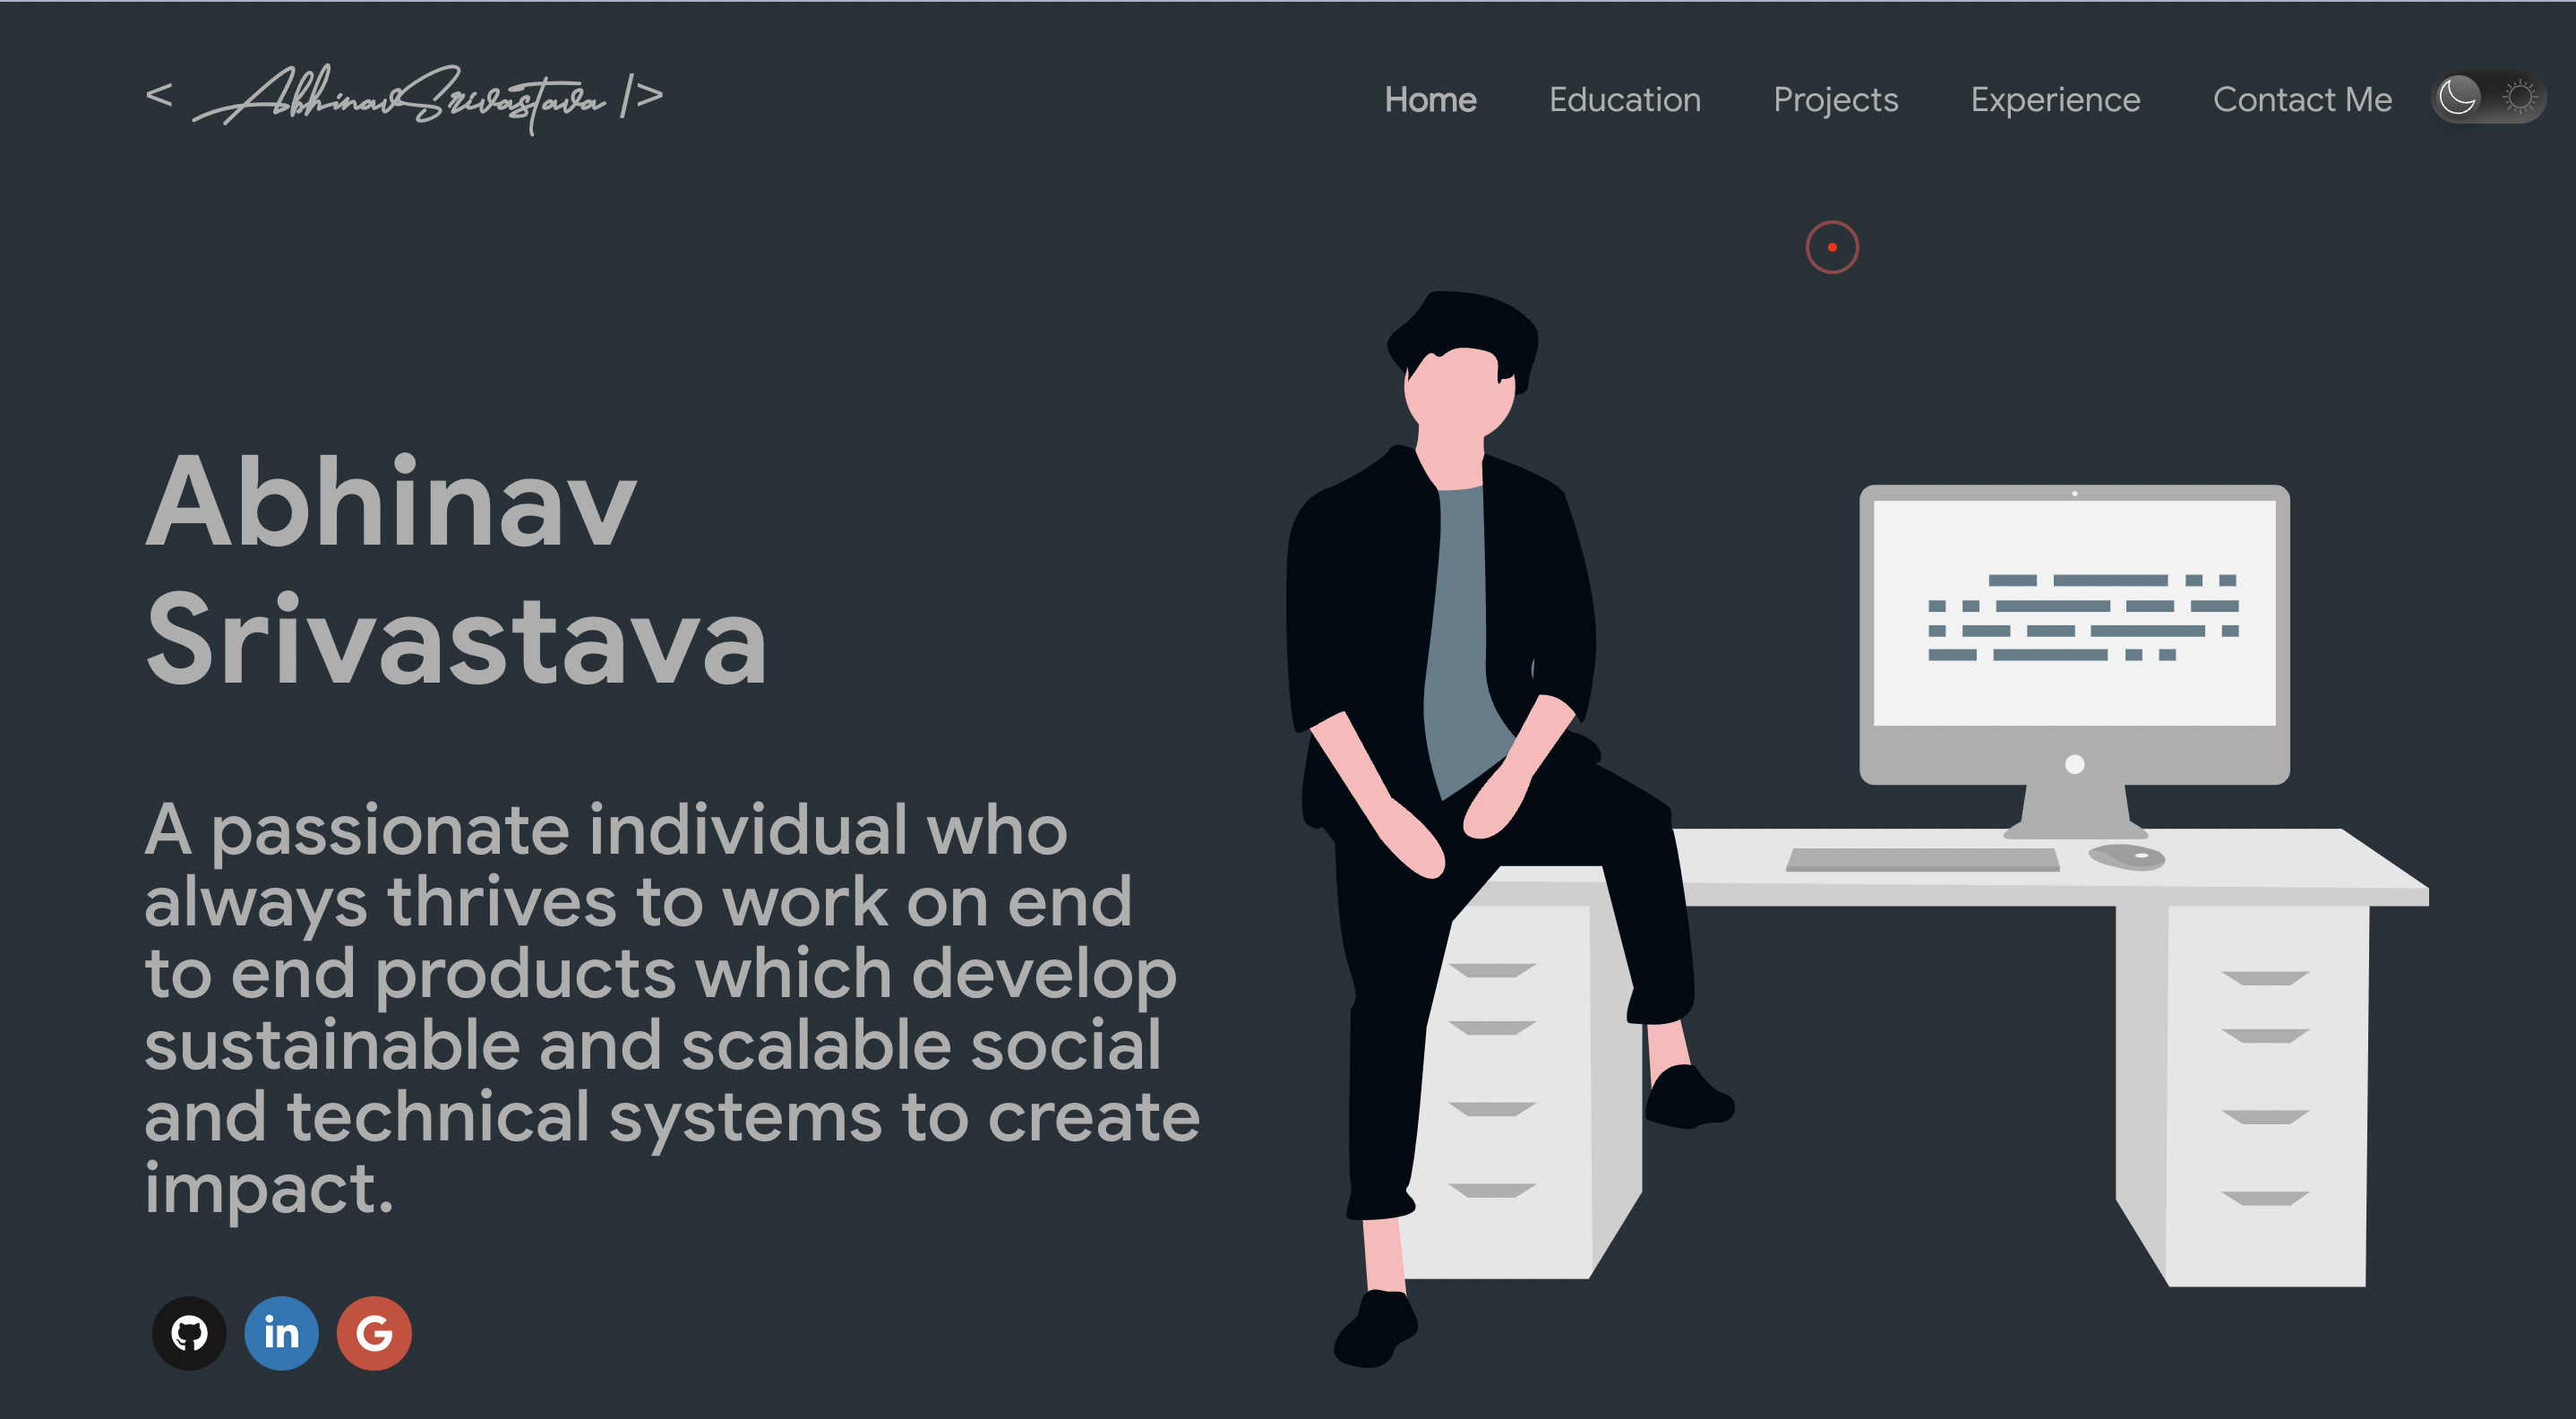 < AbhinavSrivastava />
Home Education Projects Experience Contact Me
Abhinav
Srivastava
A passionate individual who
always thrives to work on end
to end products which develop
sustainable and scalable social
and technical systems to create
impact.
in G